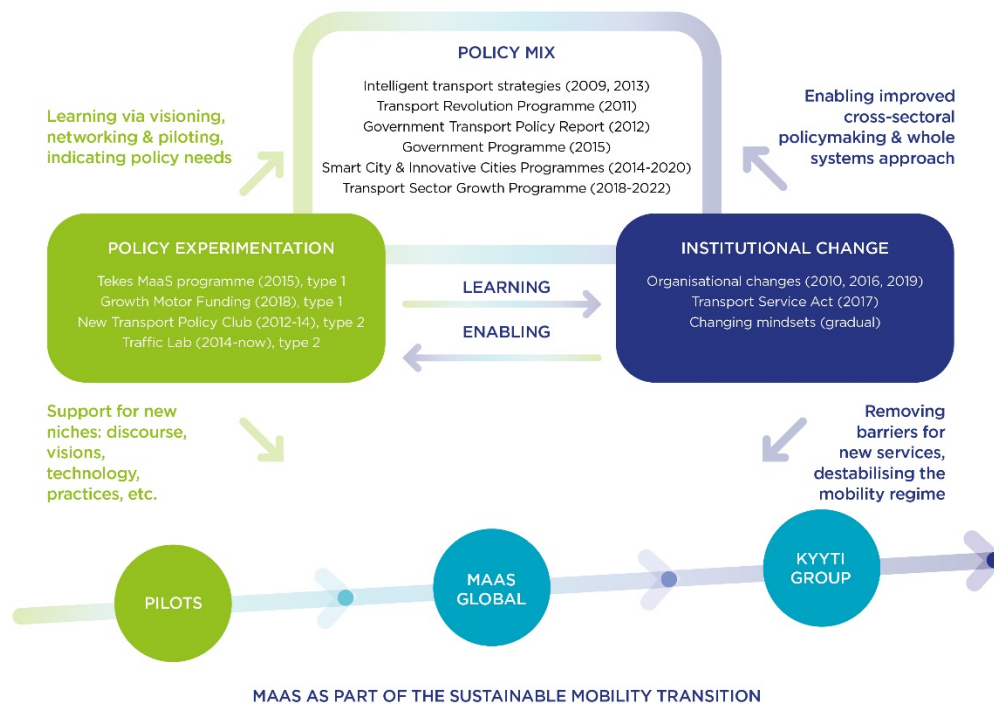 POLICY MIX
Intelligent transport strategies (2009, 2013)
Transport Revolution Programme (2011)
Government Transport Policy Report (2012)
Government Programme (2015)
Smart City & Innovative Cities Programmes (2014-2020)
Transport Sector Growth Programme (2018-2022)
Learning via visioning,
networking & piloting,
indicating policy needs
Enabling improved
cross-sectoral
policymaking & whole
systems approach
POLICY EXPERIMENTATION
Tekes MaaS programme (2015), type 1
Growth Motor Funding (2018), type 1
New Transport Policy Club (2012-14), type 2
Traffic Lab (2014-now), type 2
LEARNING
ENABLING
INSTITUTIONAL CHANGE
Organisational changes (2010, 2016, 2019)
Transport Service Act (2017)
Changing mindsets (gradual)
Support for new
niches: discourse,
visions,
technology,
practices, etc.
Removing
barriers for
new services,
destabilising the
mobility regime
PILOTS
MAAS
GLOBAL
KYYTI
GROUP
MAAS AS PART OF THE SUSTAINABLE MOBILITY TRANSITION